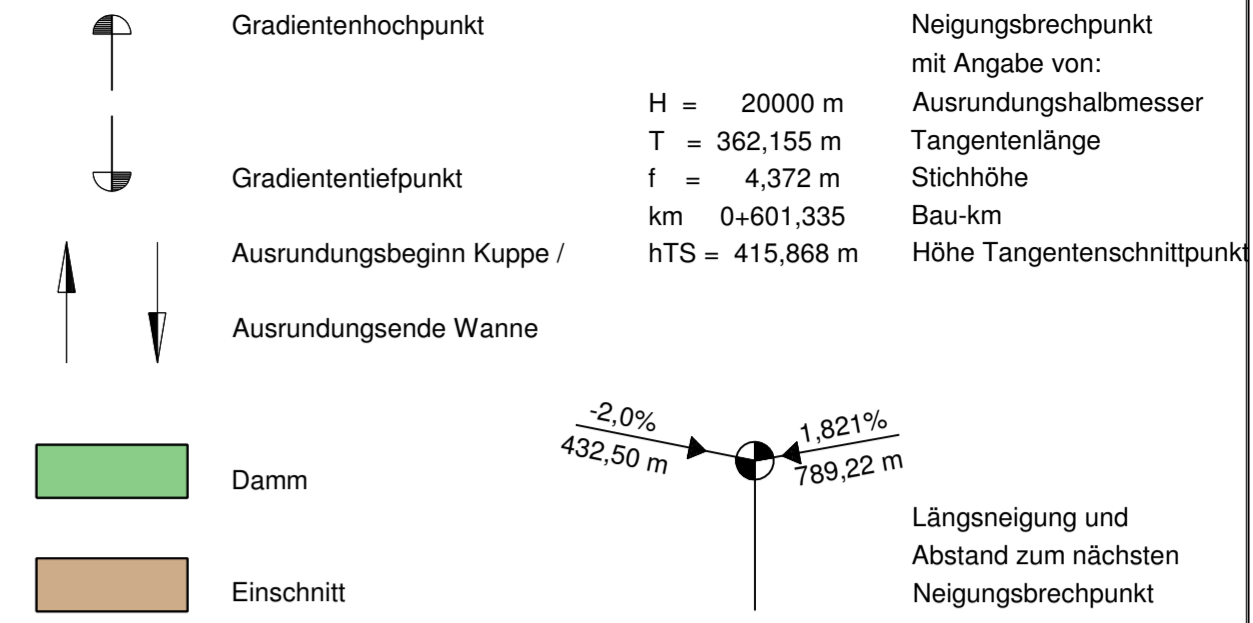 Gradientenhochpunkt
Gradiententiefpunkt
Ausrundungsbeginn Kuppe /
Ausrundungsende Wanne
Damm
Einschnitt
Neigungsbrechpunkt
mit Angabe von:
H = 20000 m Ausrundungshalbmesser
T = 362,155 m Tangentenlänge
f = 4,372 m Stichhöhe
km 0+601,335 Bau-km
hTS = 415,868 m Höhe Tangentenschnittpunkt
-2,0%
432,50 m
1,821%
789,22 m
Längsneigung und
Abstand zum nächsten
Neigungsbrechpunkt